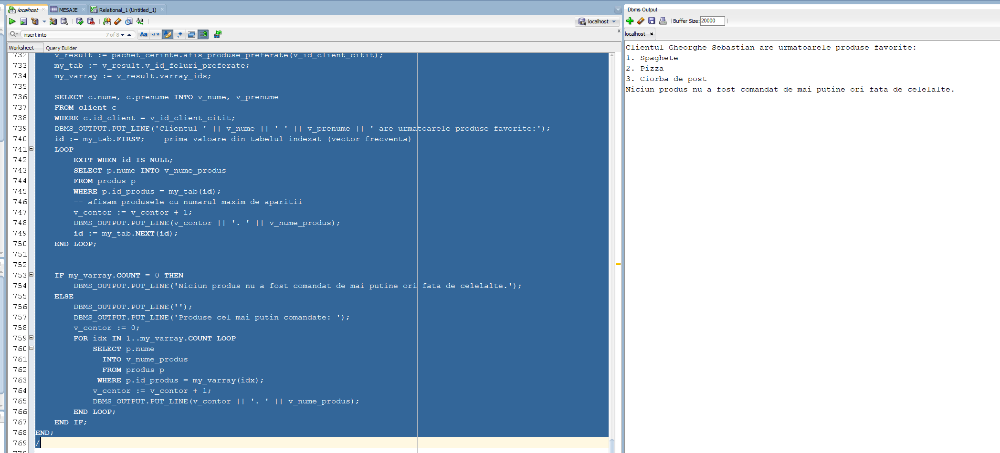 localhost
MESAJE
Relational_1 (Untitled_1)
localhost
insert into
7 of 8
Aa
Worksheet
Query Builder
732 v_result := pachet_cerinte.afis_produse_preferate(v_id_client_citit);
733 my_tab := v_result.v_id_feluri_preferate;
734 my_varray := v_result.varray_ids;
735
736 SELECT c.nume, c.prenume INTO v_nume, v_prenume
737 FROM client c
738 WHERE c.id_client = v_id_client_citit;
739 DBMS_OUTPUT.PUT_LINE('Clientul ' || v_nume || ' ' || v_prenume || ' are urmatoarele produse favorite:');
740 id := my_tab.FIRST; -- prima valoare din tabelul indexat (vector frecventa)
741 LOOP
742 EXIT WHEN id IS NULL;
743 SELECT p.nume INTO v_nume_produs
744 FROM produs p
745 WHERE p.id_produs = my_tab(id);
746 -- afisam produsele cu numarul maxim de aparitii
747 v_contor := v_contor + 1;
748 DBMS_OUTPUT.PUT_LINE(v_contor || '. ' || v_nume_produs);
749 id := my_tab.NEXT(id);
750 END LOOP;
751
752
753 IF my_varray.COUNT = 0 THEN
754 DBMS_OUTPUT.PUT_LINE('Niciun produs nu a fost comandat de mai putine ori fata de celelalte.');
755 ELSE
756 DBMS_OUTPUT.PUT_LINE('');
757 DBMS_OUTPUT.PUT_LINE('Produse cel mai putin comandate: ');
758 v_contor := 0;
759 FOR idx IN 1..my_varray.COUNT LOOP
760 SELECT p.nume
761 INTO v_nume_produs
762 FROM produs p
763 WHERE p.id_produs = my_varray(idx);
764 v_contor := v_contor + 1;
765 DBMS_OUTPUT.PUT_LINE(v_contor || '. ' || v_nume_produs);
766 END LOOP;
767 END IF;
768 END;
769 /
770
Dbms Output
Buffer Size: 20000
localhost
Clientul Gheorghe Sebastian are urmatoarele produse favorite:
1. Spaghete
2. Pizza
3. Ciorba de post
Niciun produs nu a fost comandat de mai putine ori fata de celelalte.